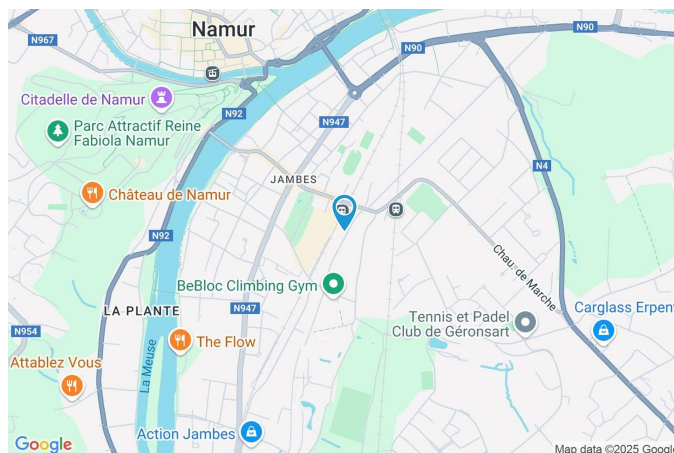 N967
Namur
N90
N90
Citadelle de Namur
N92
Parc Attractif Reine
Fabiola Namur
N947
N4
JAMBES
Château de Namur
N92
Chau. de Marche
BeBloc Climbing Gym
LA PLANTE
N947
Tennis et Padel
Club de Géronsart
Carglass Erpent
N954
The Flow
La Meuse
Attablez Vous
Action Jambes
Google
Map data ©2025 Google